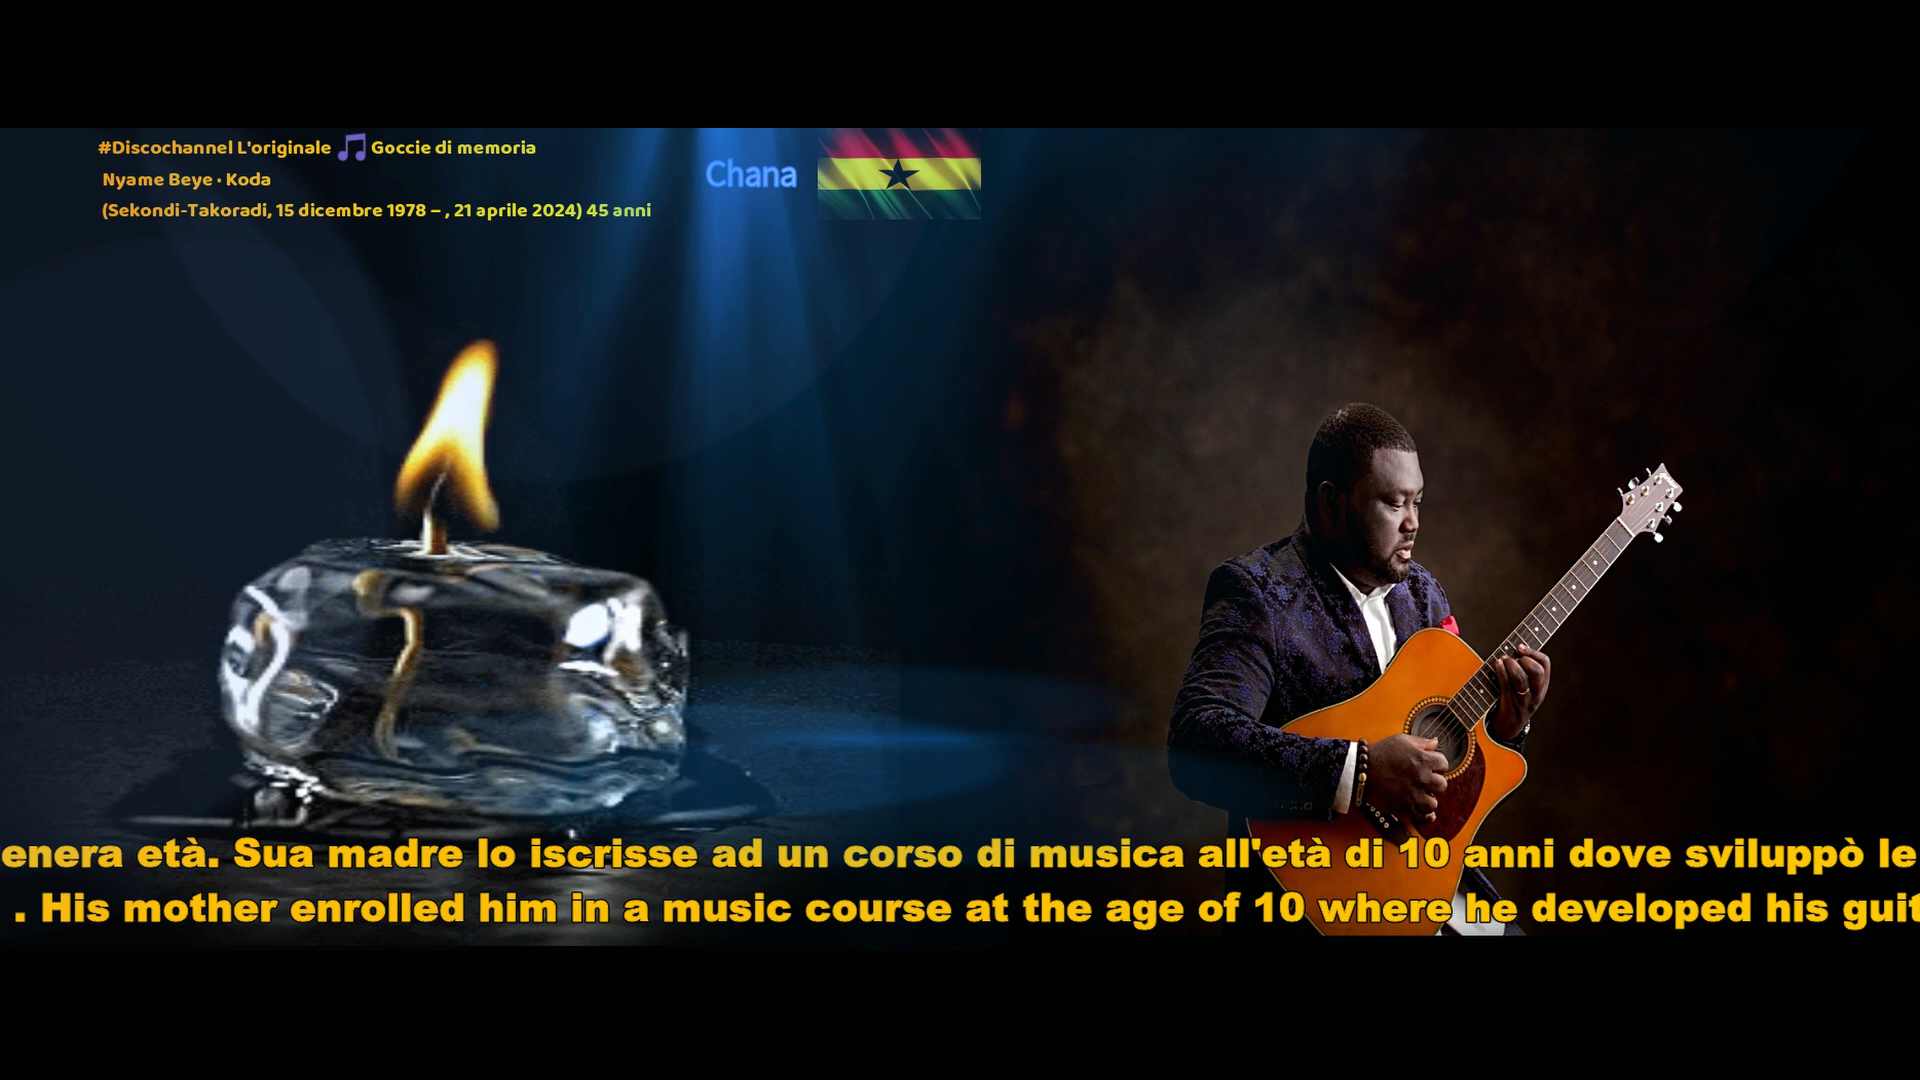 #Discochannel L'originale 🎵 Goccie di memoria
Nyame Beye · Koda
(Sekondi-Takoradi, 15 dicembre 1978 – , 21 aprile 2024) 45 anni
Chana
enera età. Sua madre lo iscrisse ad un corso di musica all'età di 10 anni dove sviluppò le
. His mother enrolled him in a music course at the age of 10 where he developed his guit